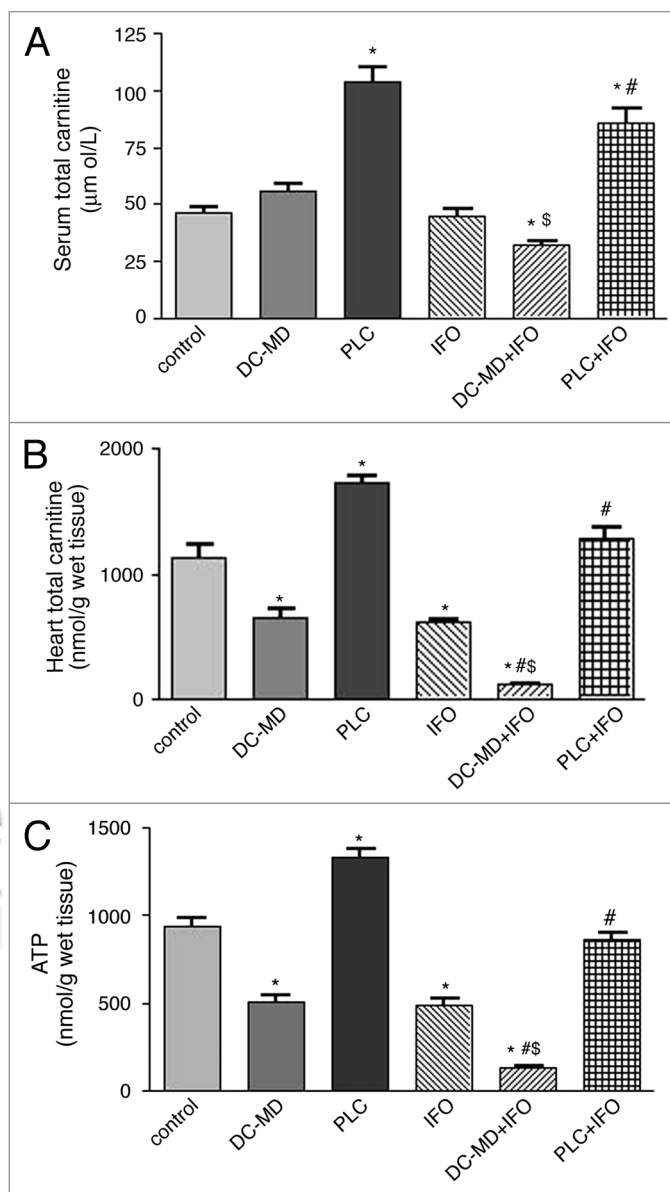 A
Serum total carnitine
(μm ol/L)
125
100
75
50
25
0
*
* $
* #
control
DC-MD
PLC
IFO
DC-MD+IFO
PLC+IFO
B
Heart total carnitine
(nmol/g wet tissue)
2000
1000
0
*
*
*
* #$
#
control
DC-MD
PLC
IFO
DC-MD+IFO
PLC+IFO
C
ATP
(nmol/g wet tissue)
1500
1000
500
0
*
*
*
* #$
#
control
DC-MD
PLC
IFO
DC-MD+IFO
PLC+IFO